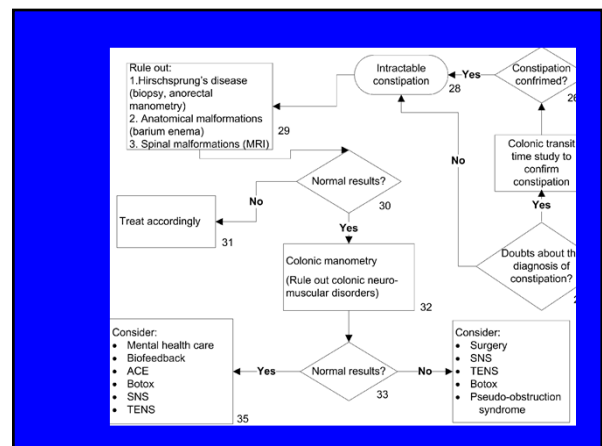 Rule out:
1.Hirschsprung's disease
(biopsy, anorectal
manometry)
2. Anatomical malformations
(barium enema)
3. Spinal malformations (MRI)
29
Intractable
constipation
28
Yes
Constipation
confirmed?
No
Colonic transit
time study to
confirm
constipation
Yes
Doubts about
diagnosis of
constipation?
Normal results?
30
No
Treat accordingly
31
Yes
Colonic manometry
(Rule out colonic neuro-
muscular disorders)
32
Normal results?
33
Yes
No
Consider:
• Mental health care
• Biofeedback
• ACE
• Botox
• SNS
• TENS
35
Consider:
• Surgery
• SNS
• TENS
• Botox
• Pseudo-obstruction
syndrome